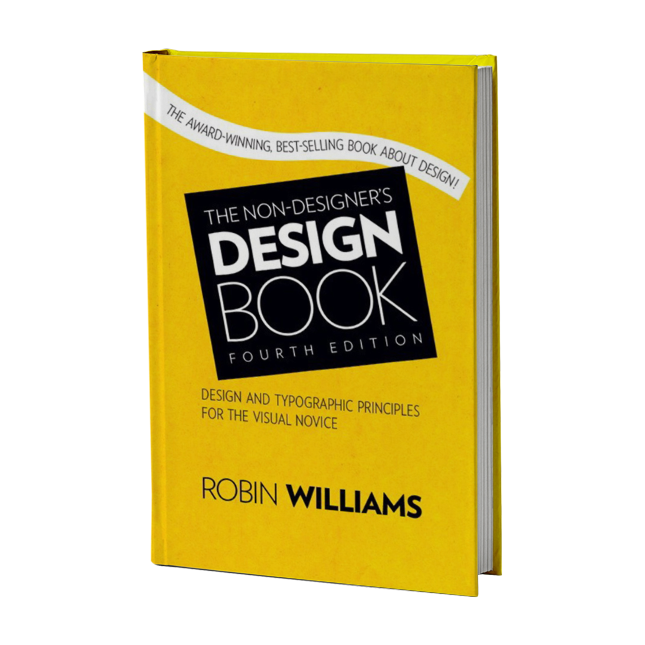 THE AWARD-WINNING, BEST-SELLING BOOK ABOUT DESIGN!
THE NON-DESIGNER'S
DESIGN
BOOK
FOURTH EDITION
DESIGN AND TYPOGRAPHIC PRINCIPLES
FOR THE VISUAL NOVICE
ROBIN WILLIAMS